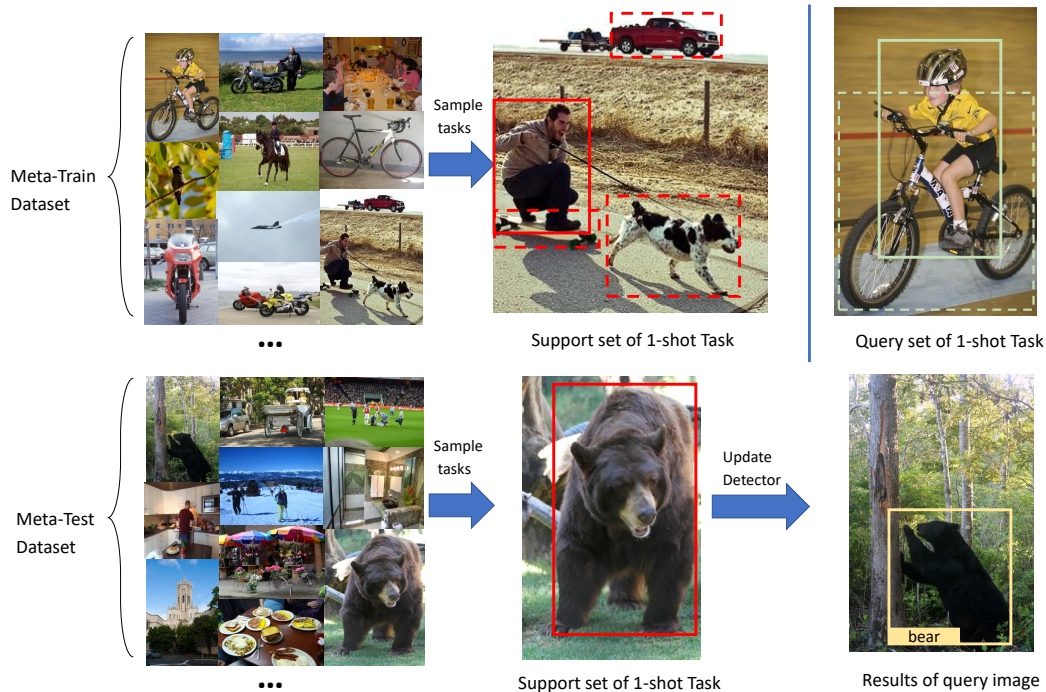 Meta-Train
Dataset
Sample
tasks
Support set of 1-shot Task
Query set of 1-shot Task
...
Meta-Test
Dataset
Sample
tasks
Update
Detector
bear
Support set of 1-shot Task
Results of query image
...